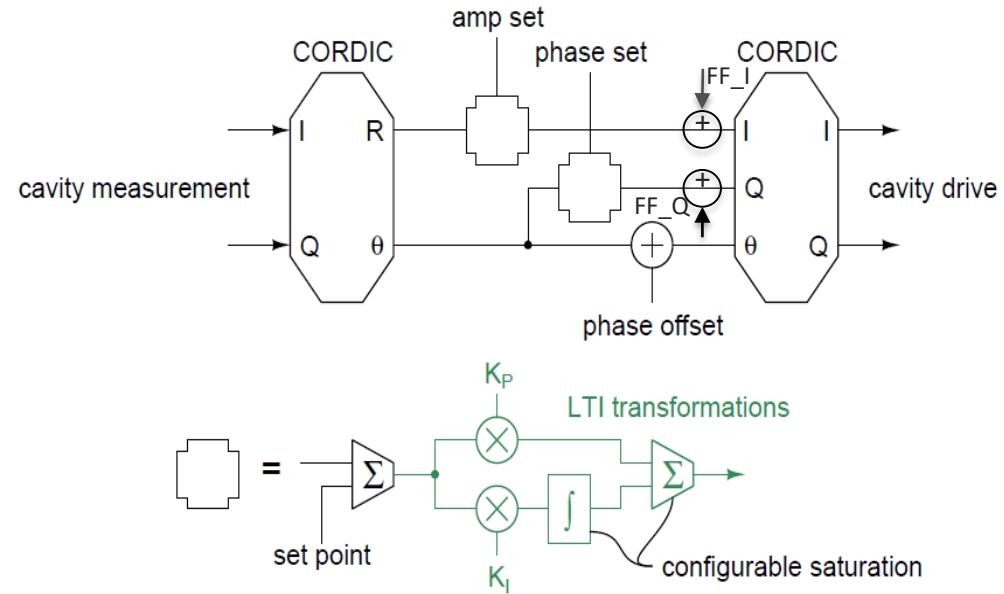 amp set
CORDIC
phase set
CORDIC
FF_I
I
R
+
I
I
cavity measurement
+
Q
cavity drive
FF_Q
Q
θ
+
θ
Q
phase offset
K_P
LTI transformations
=
Σ
Σ
∫
set point
K_I
configurable saturation